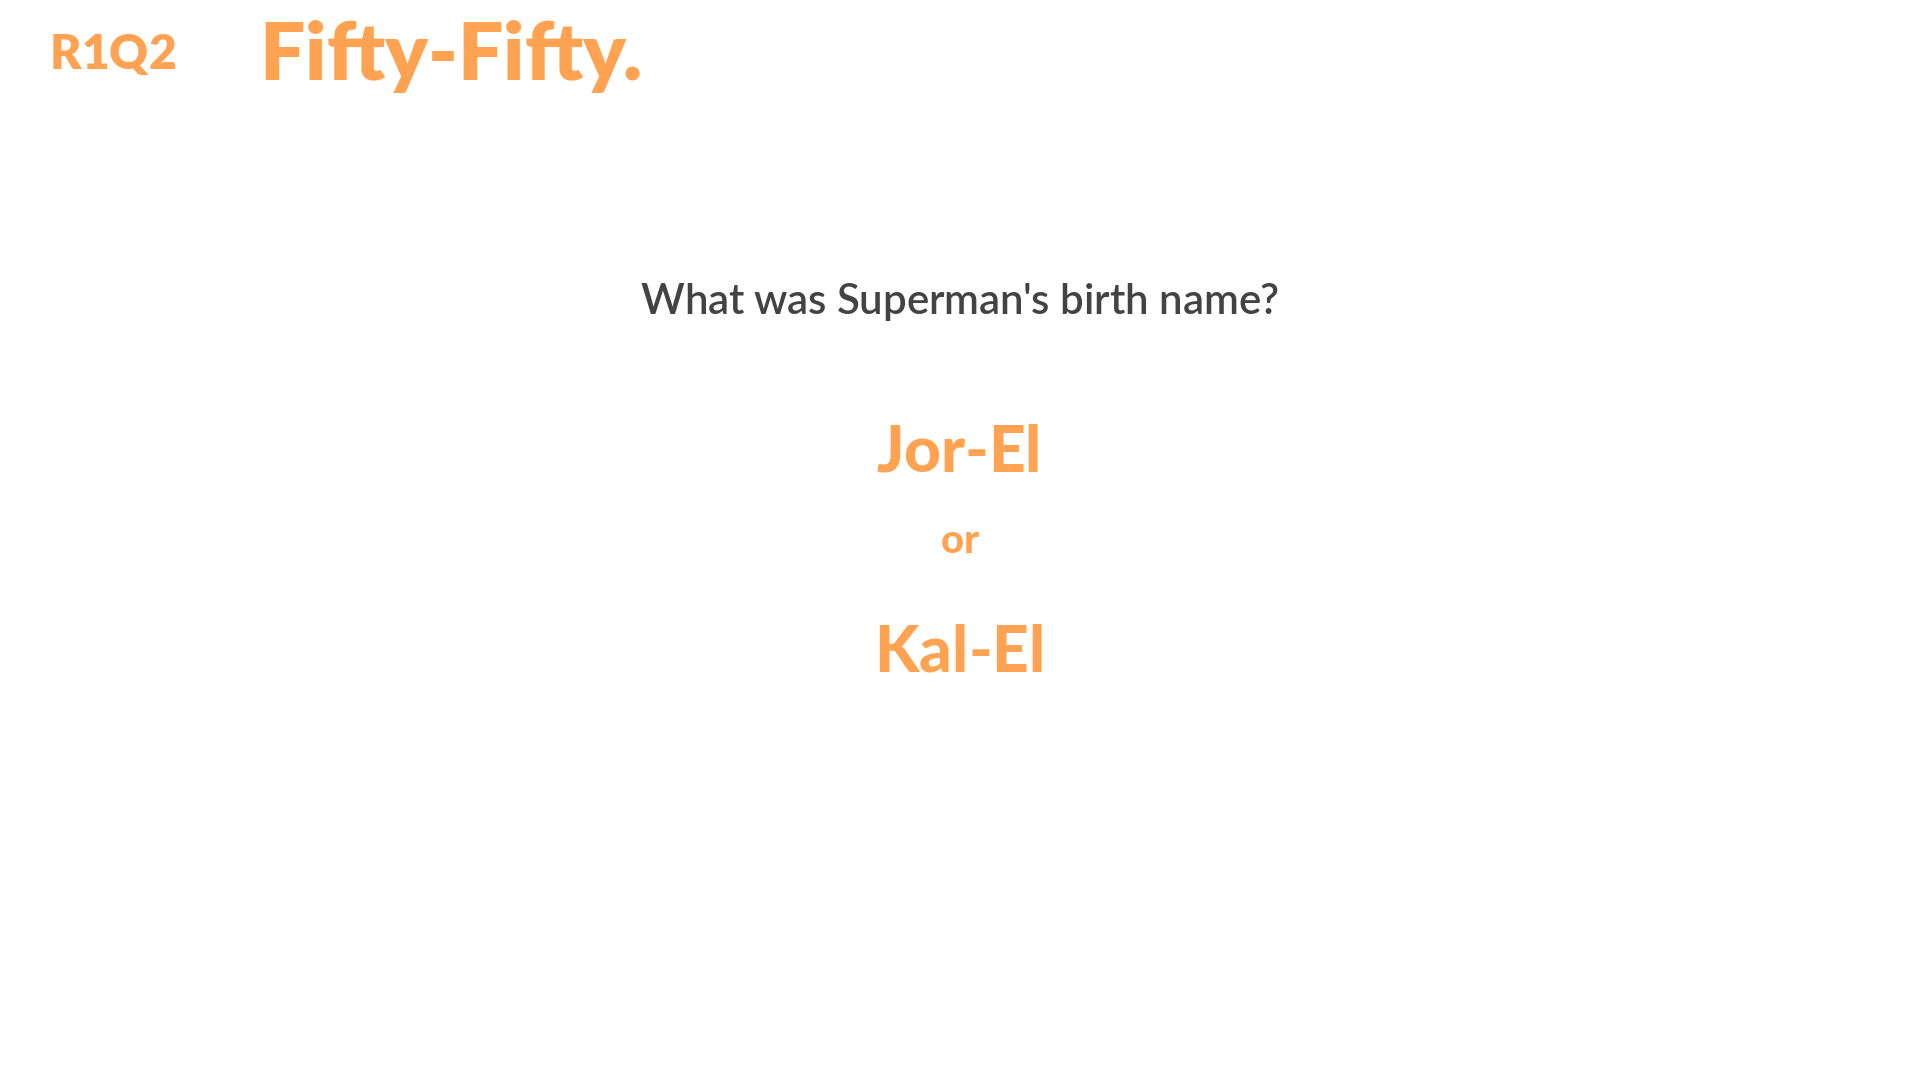 R1Q2 Fifty-Fifty.
What was Superman's birth name?
Jor-El
or
Kal-El